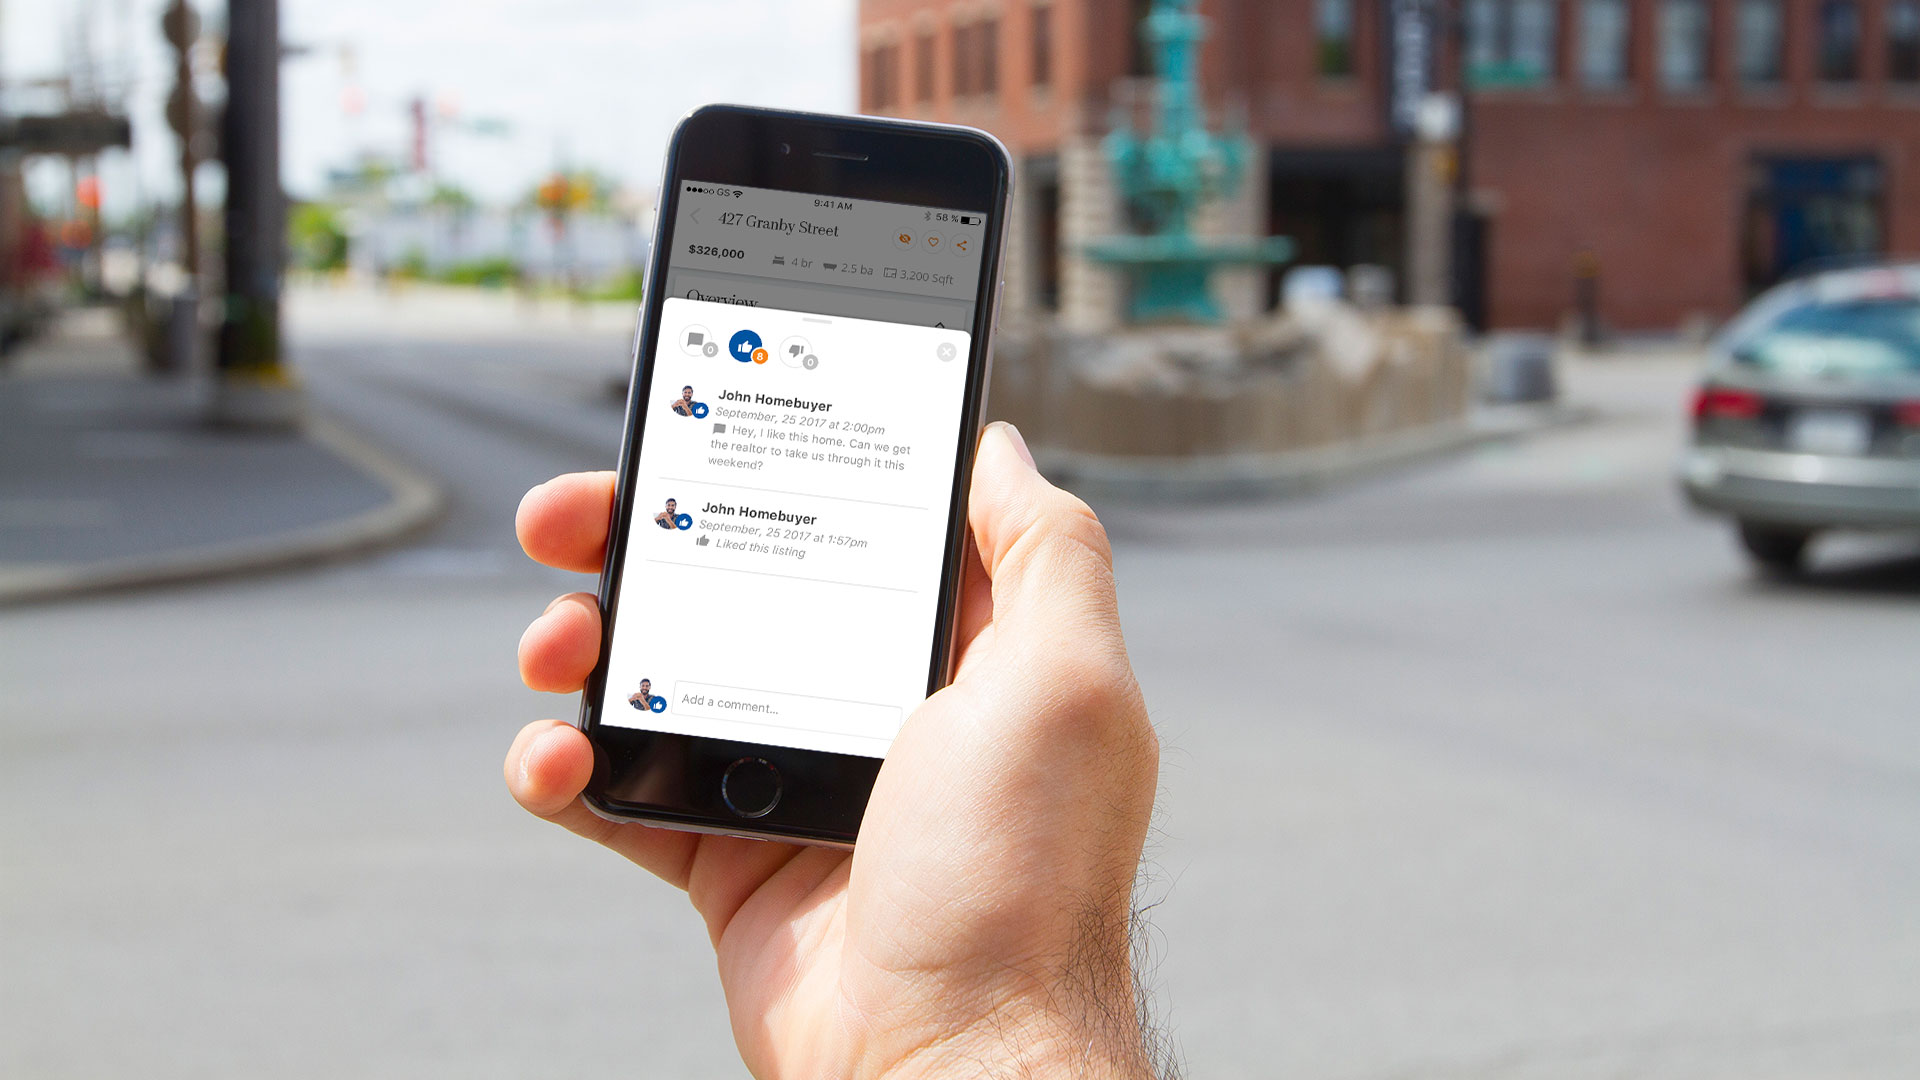 GS 9:41 AM 58 %
427 Granby Street
$326,000 4 br 2.5 ba 3,200 Sqft
Overview
0 8 0
John Homebuyer
September, 25 2017 at 2:00pm
Hey, I like this home. Can we get
the realtor to take us through it this
weekend?
John Homebuyer
September, 25 2017 at 1:57pm
Liked this listing
Add a comment...